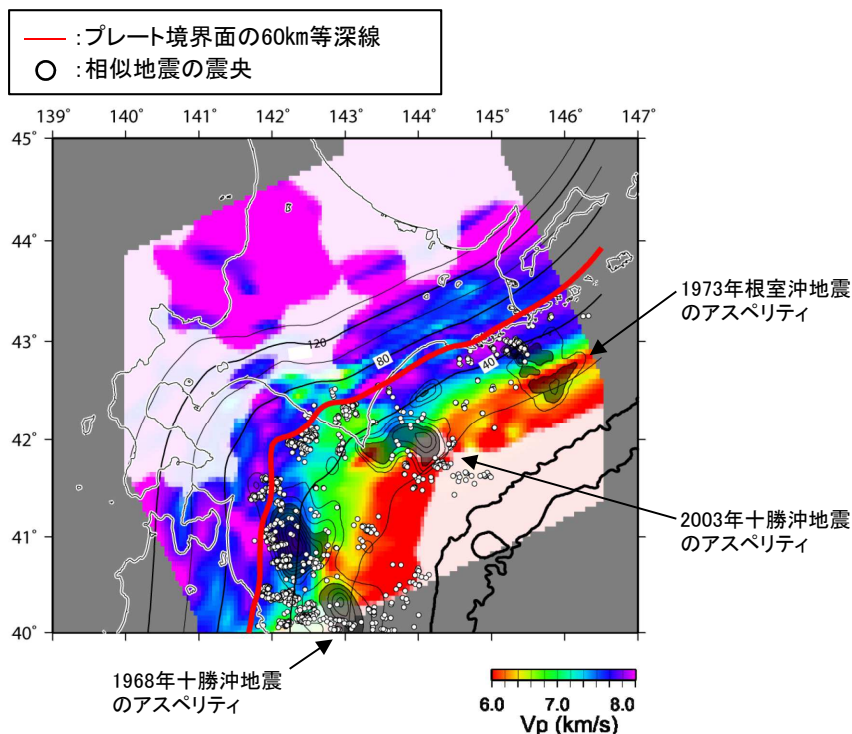 :プレート境界面の60km等深線
:相似地震の震央
139° 140° 141° 142° 143° 144° 145° 146° 147°
45°
44°
43°
42°
41°
40°
120
80
40
1973年根室沖地震
のアスペリティ
2003年十勝沖地震
のアスペリティ
1968年十勝沖地震
のアスペリティ
6.0 7.0 8.0
Vp (km/s)